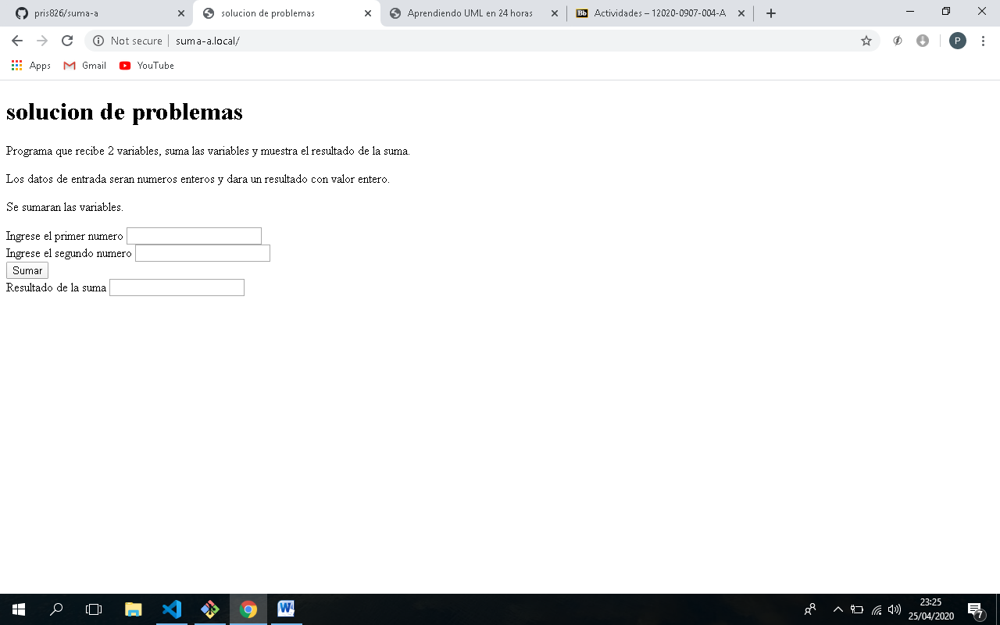 pris826/suma-a
solucion de problemas
Aprendiendo UML en 24 horas
Bb
Actividades – 12020-0907-004-A
Not secure
suma-a.local/
P
Apps
Gmail
YouTube
solucion de problemas
Programa que recibe 2 variables, suma las variables y muestra el resultado de la suma.
Los datos de entrada seran numeros enteros y dara un resultado con valor entero.
Se sumaran las variables.
Ingrese el primer numero
Ingrese el segundo numero
Sumar
Resultado de la suma
23:25
25/04/2020
7